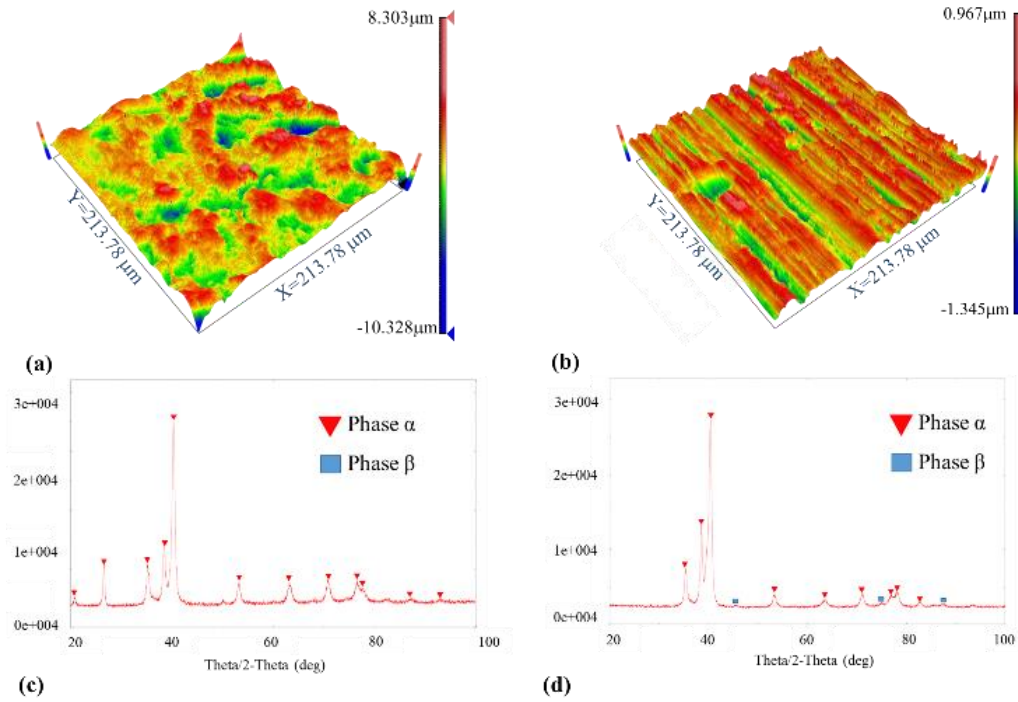 8.303μm
Y=213.78 μm
X=213.78 μm
-10.328μm
(a)
0.967μm
Y=213.78 μm
X=213.78 μm
-1.345μm
(b)
3e+004
2e+004
1e+004
0e+004
Phase α
Phase β
20 40 60 80 100
Theta/2-Theta (deg)
(c)
3e+004
2e+004
1e+004
0e+004
Phase α
Phase β
20 40 60 80 100
Theta/2-Theta (deg)
(d)